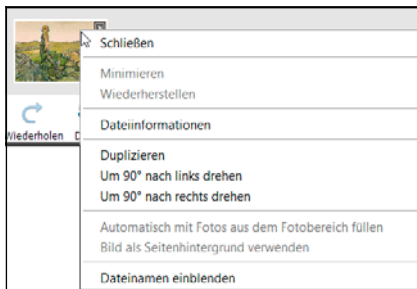 Schließen
Minimieren
Wiederherstellen
Dateiinformationen
Wiederholen D
Duplizieren
Um 90° nach links drehen
Um 90° nach rechts drehen
Automatisch mit Fotos aus dem Fotobereich füllen
Bild als Seitenhintergrund verwenden
Dateinamen einblenden